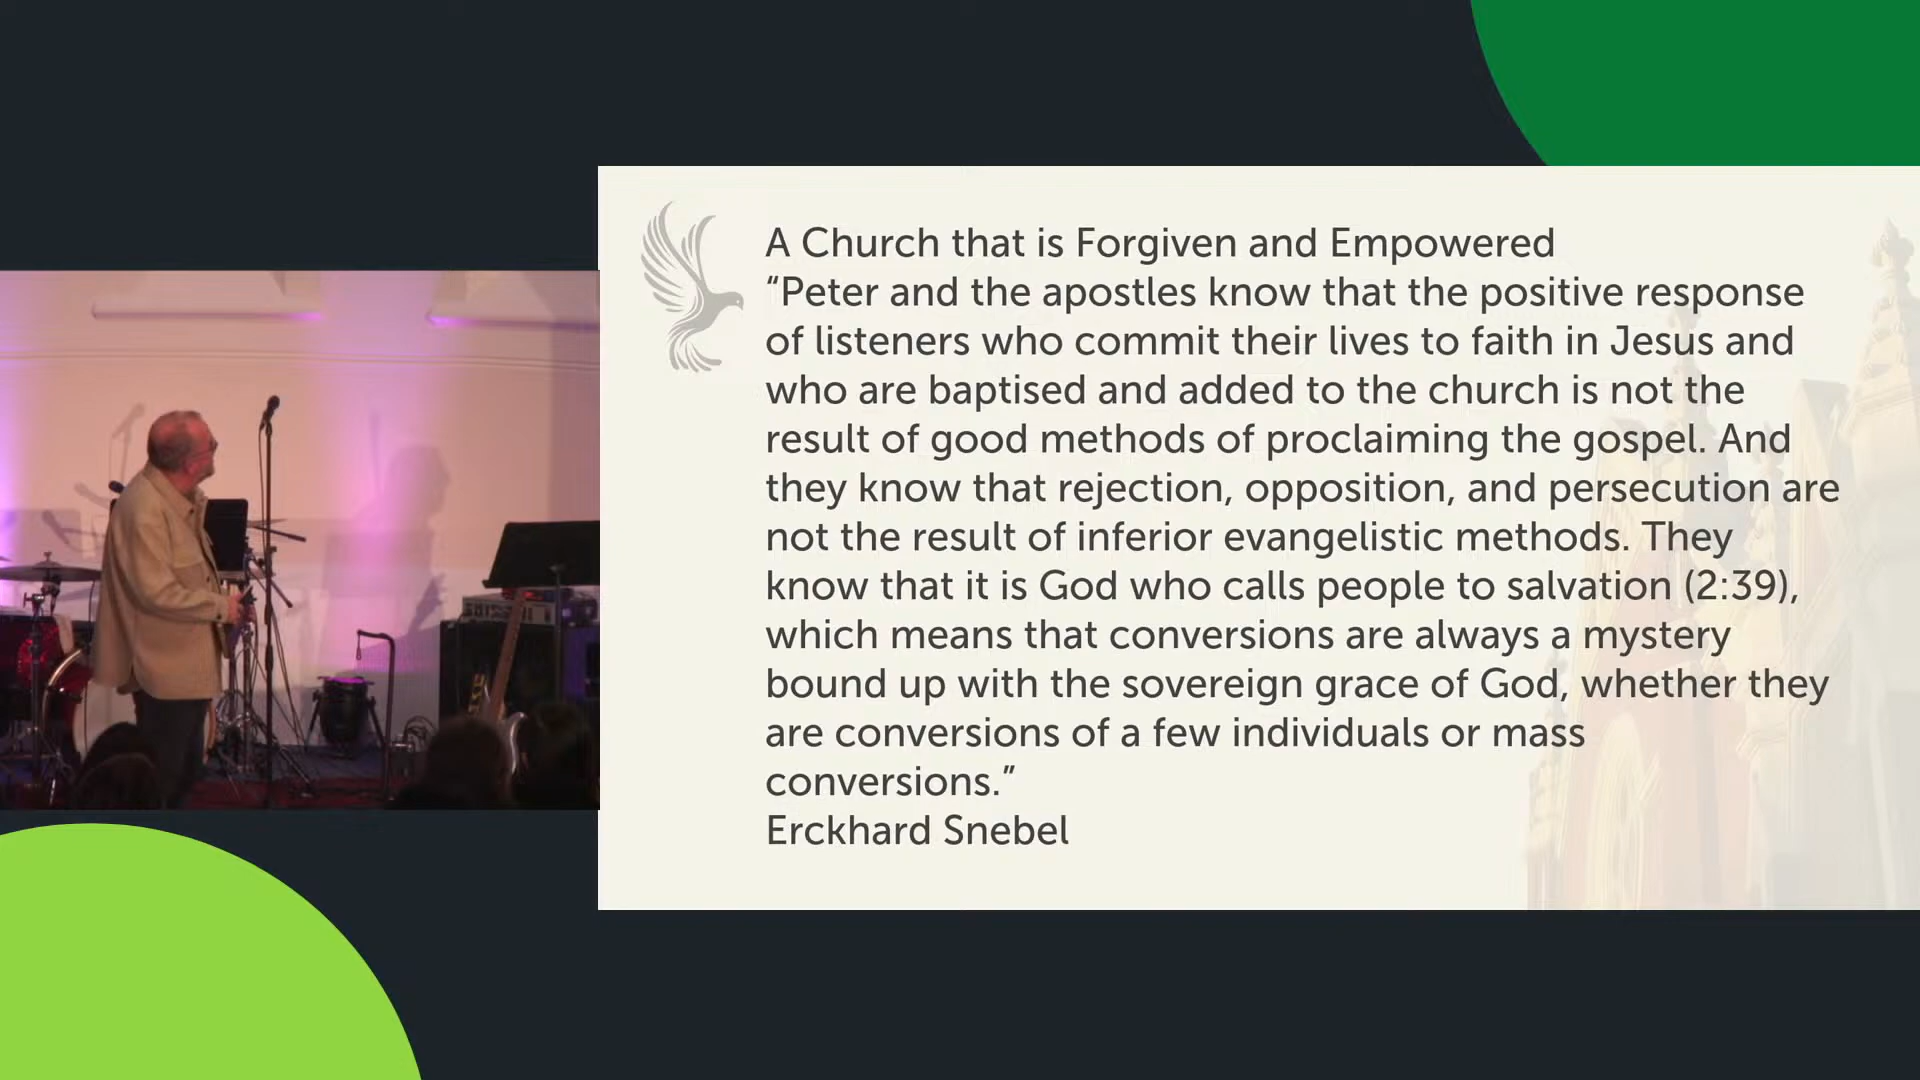 A Church that is Forgiven and Empowered
“Peter and the apostles know that the positive response
of listeners who commit their lives to faith in Jesus and
who are baptised and added to the church is not the
result of good methods of proclaiming the gospel. And
they know that rejection, opposition, and persecution are
not the result of inferior evangelistic methods. They
know that it is God who calls people to salvation (2:39),
which means that conversions are always a mystery
bound up with the sovereign grace of God, whether they
are conversions of a few individuals or mass
conversions.”
Erckhard Snebel